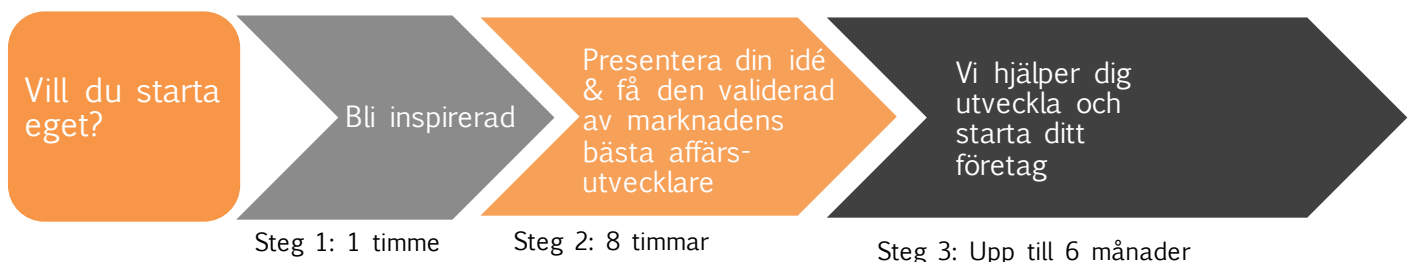 Vill du starta
eget?
Bli inspirerad
Presentera din idé
& få den validerad
av marknadens
bästa affärs-
utvecklare
Vi hjälper dig
utveckla och
starta ditt
företag
Steg 1: 1 timme
Steg 2: 8 timmar
Steg 3: Upp till 6 månader